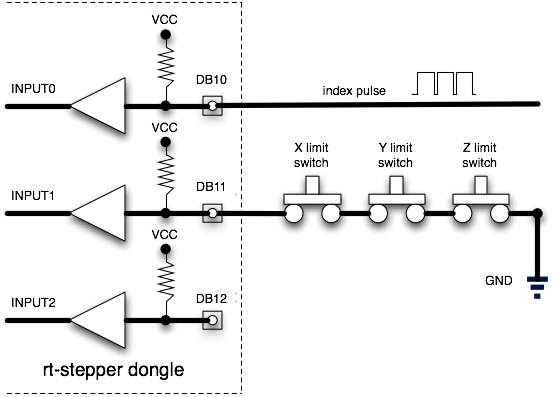 VCC
INPUT0
DB10
index pulse
VCC
INPUT1
DB11
X limit
switch
Y limit
switch
Z limit
switch
VCC
INPUT2
DB12
GND
rt-stepper dongle